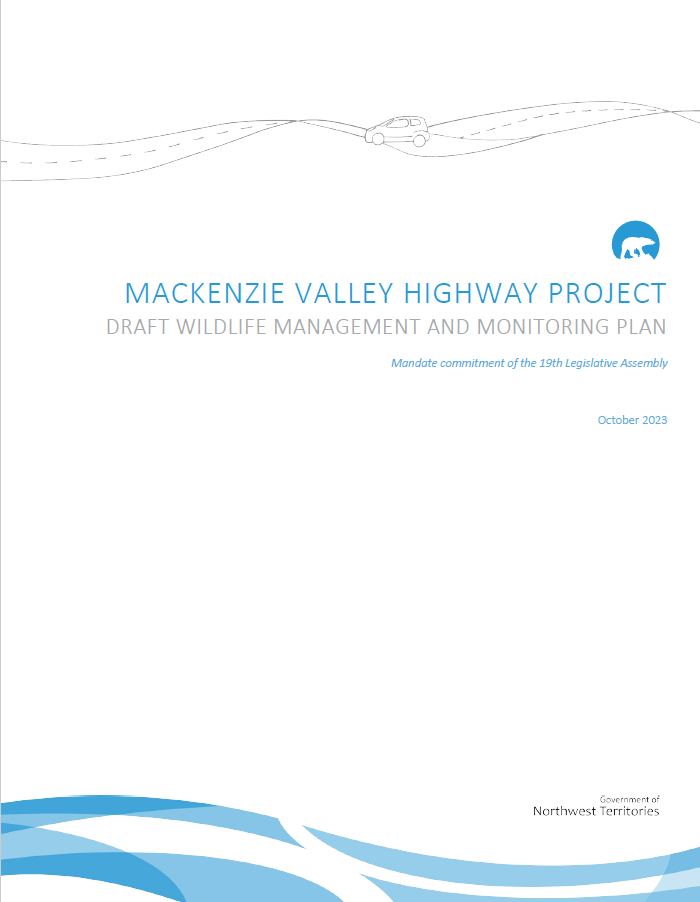 MACKENZIE VALLEY HIGHWAY PROJECT
DRAFT WILDLIFE MANAGEMENT AND MONITORING PLAN
Mandate commitment of the 19th Legislative Assembly
October 2023
Government of
Northwest Territories